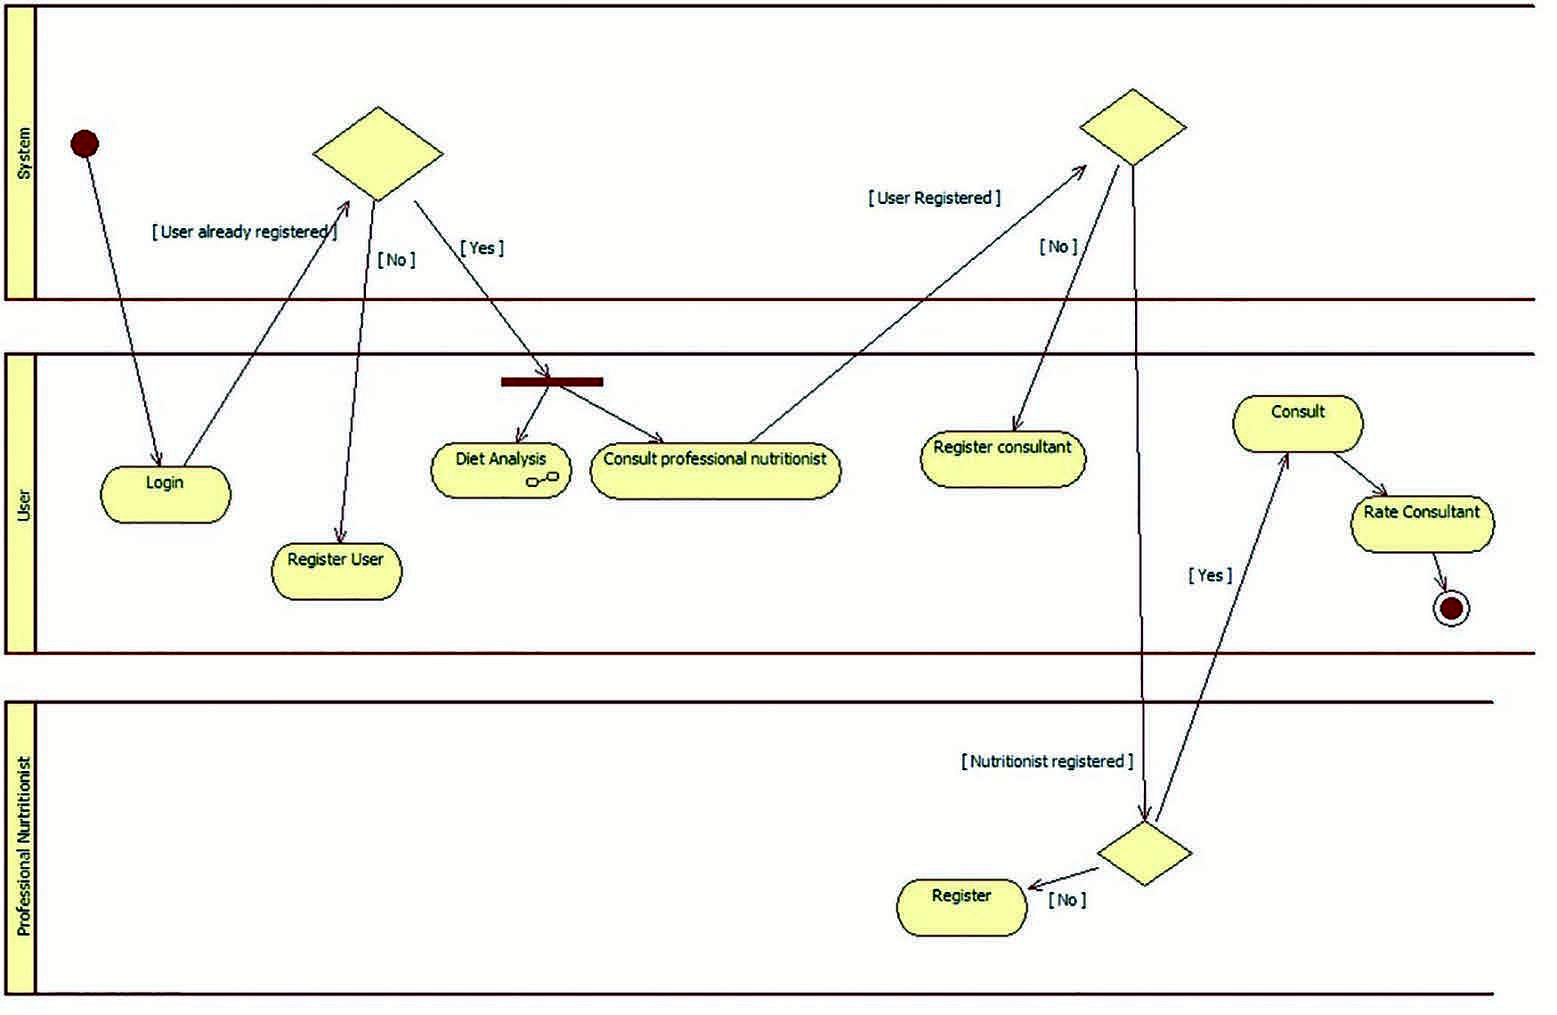 System
[ User already registered ]
[ No ]
[ Yes ]
[ User Registered ]
[ No ]
User
Login
Register User
Diet Analysis
Consult professional nutritionist
Register consultant
Consult
Rate Consultant
[ Yes ]
Professional Nurtritionist
[ Nutritionist registered ]
Register
[ No ]